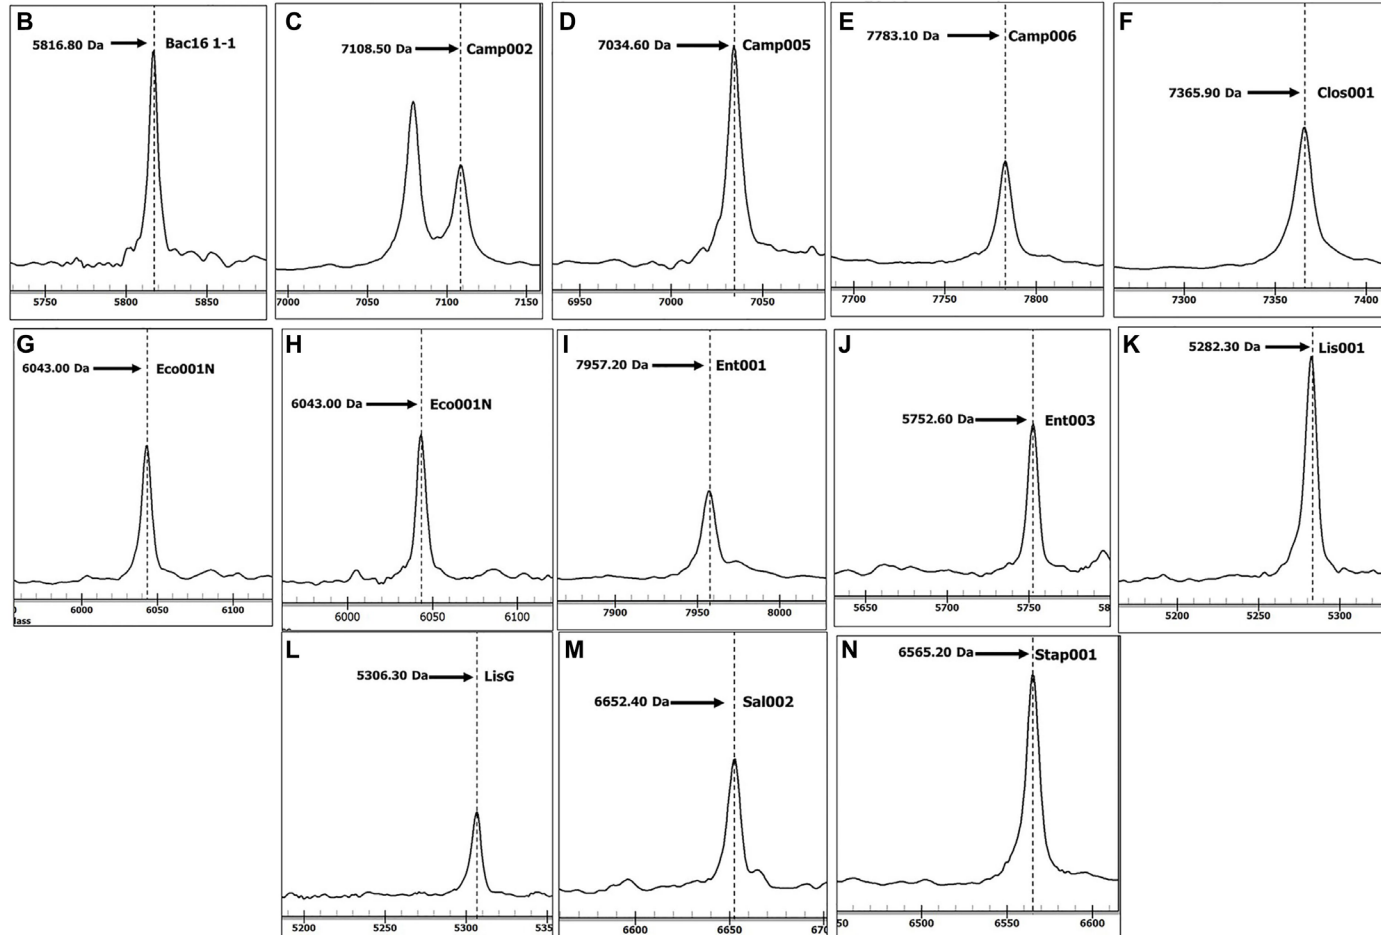 B
5816.80 Da
Bac16 1-1
5750 5800 5850
C
7108.50 Da
Camp002
7000 7050 7100 7150
D
7034.60 Da
Camp005
6950 7000 7050
E
7783.10 Da
Camp006
7700 7750 7800
F
7365.90 Da
Clos001
7300 7350 7400
G
6043.00 Da
Eco001N
6000 6050 6100
H
6043.00 Da
Eco001N
6000 6050 6100
I
7957.20 Da
Ent001
7900 7950 8000
J
5752.60 Da
Ent003
5650 5700 5750 58
K
5282.30 Da
Lis001
5200 5250 5300
L
5306.30 Da
LisG
5200 5250 5300 535
M
6652.40 Da
Sal002
6600 6650 670
N
6565.20 Da
Stap001
50 6500 6550 6600